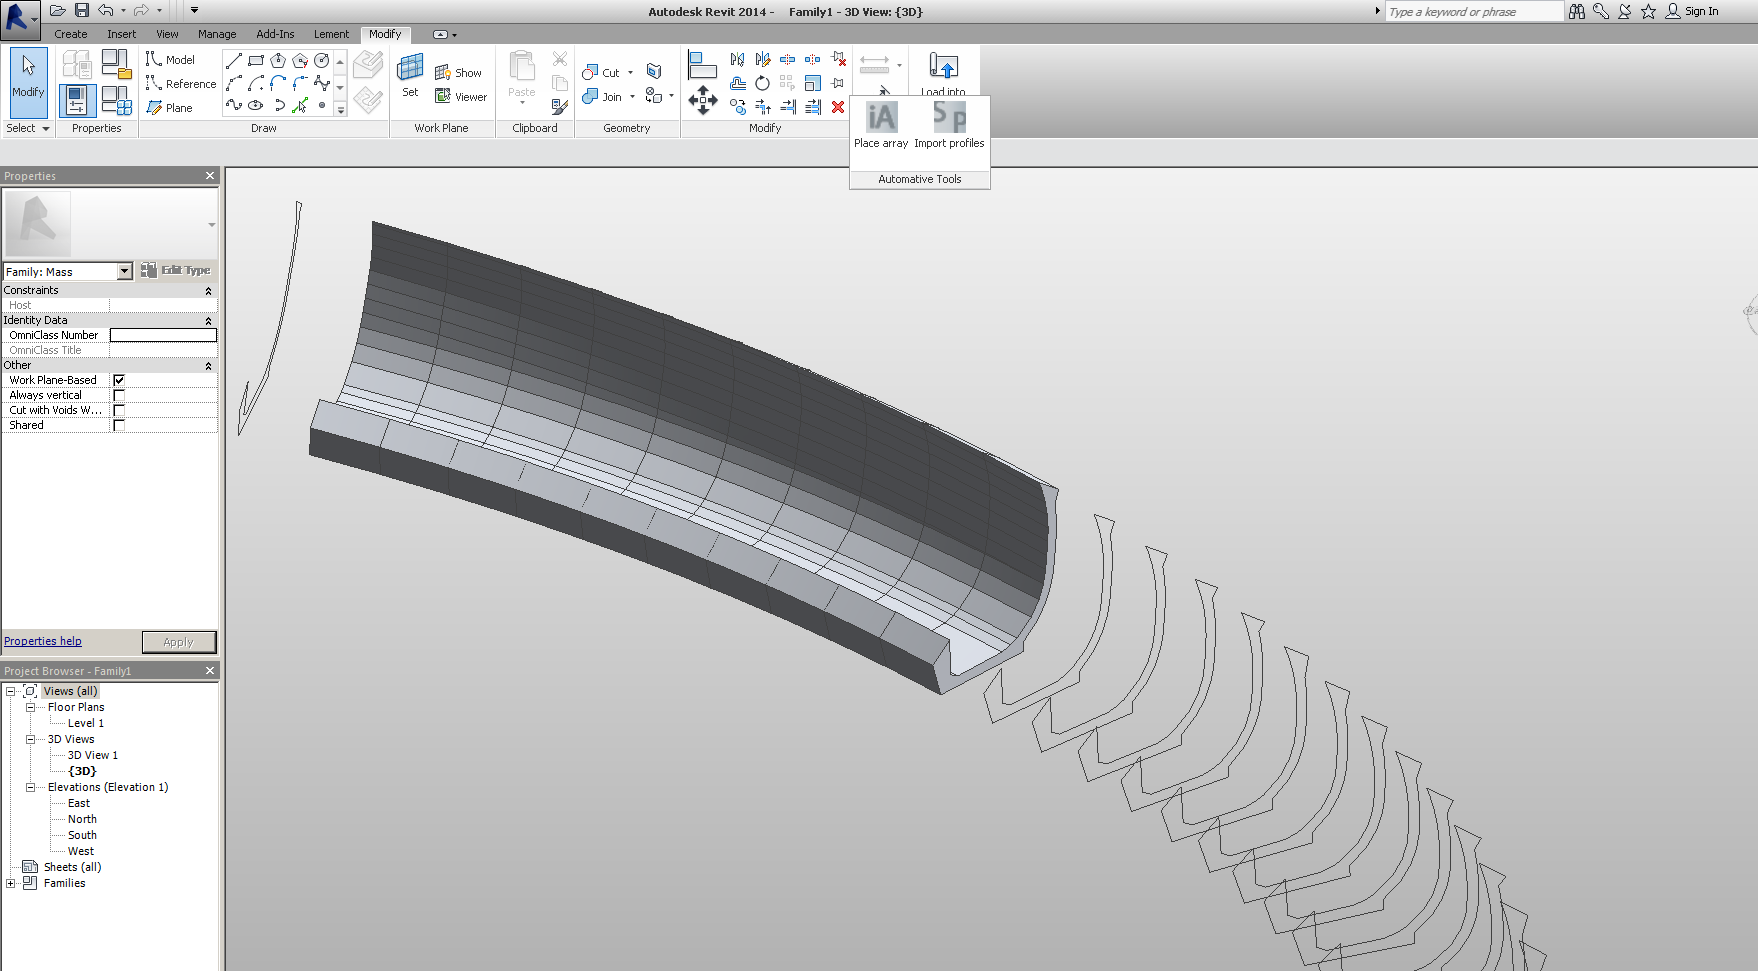 Autodesk Revit 2014 -     Family1 - 3D View: {3D}
Type a keyword or phrase
Sign In
Create Insert View Manage Add-Ins Lement Modify
Modify
Model
Reference
Plane
Set
Show
Viewer
Paste
Cut
Join
Load into
Select
Properties
Draw
Work Plane
Clipboard
Geometry
Modify
iA
Sp
Place array
Import profiles
Automative Tools
Properties
Family: Mass
Edit Type
Constraints
Host
Identity Data
OmniClass Number
OmniClass Title
Other
Work Plane-Based
Always vertical
Cut with Voids W...
Shared
Properties help
Apply
Project Browser - Family1
Views (all)
Floor Plans
Level 1
3D Views
3D View 1
{3D}
Elevations (Elevation 1)
East
North
South
West
Sheets (all)
Families